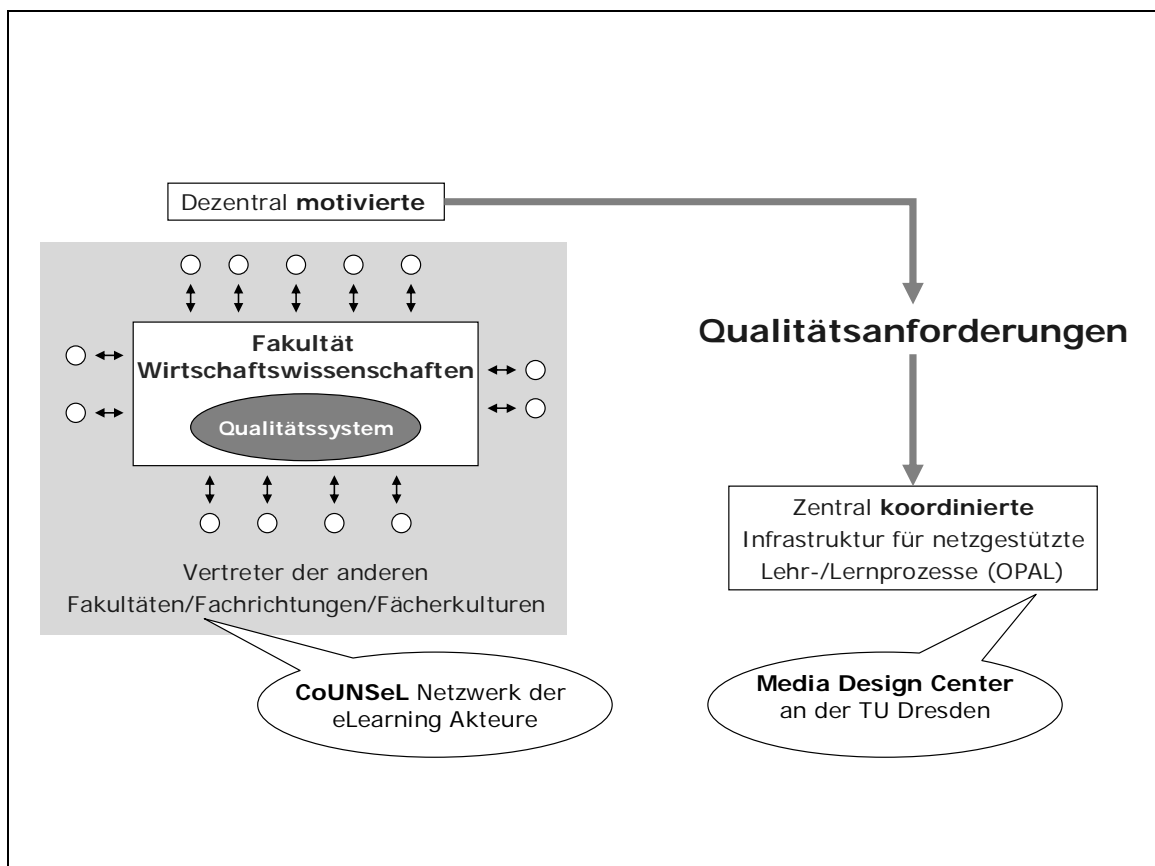 Dezentral motivierte
Fakultät
Wirtschaftswissenschaften
Qualitätssystem
Vertreter der anderen
Fakultäten/Fachrichtungen/Fächerkulturen
CoUNSeL Netzwerk der
eLearning Akteure
Qualitätsanforderungen
Zentral koordinierte
Infrastruktur für netzgestützte
Lehr-/Lernprozesse (OPAL)
Media Design Center
an der TU Dresden